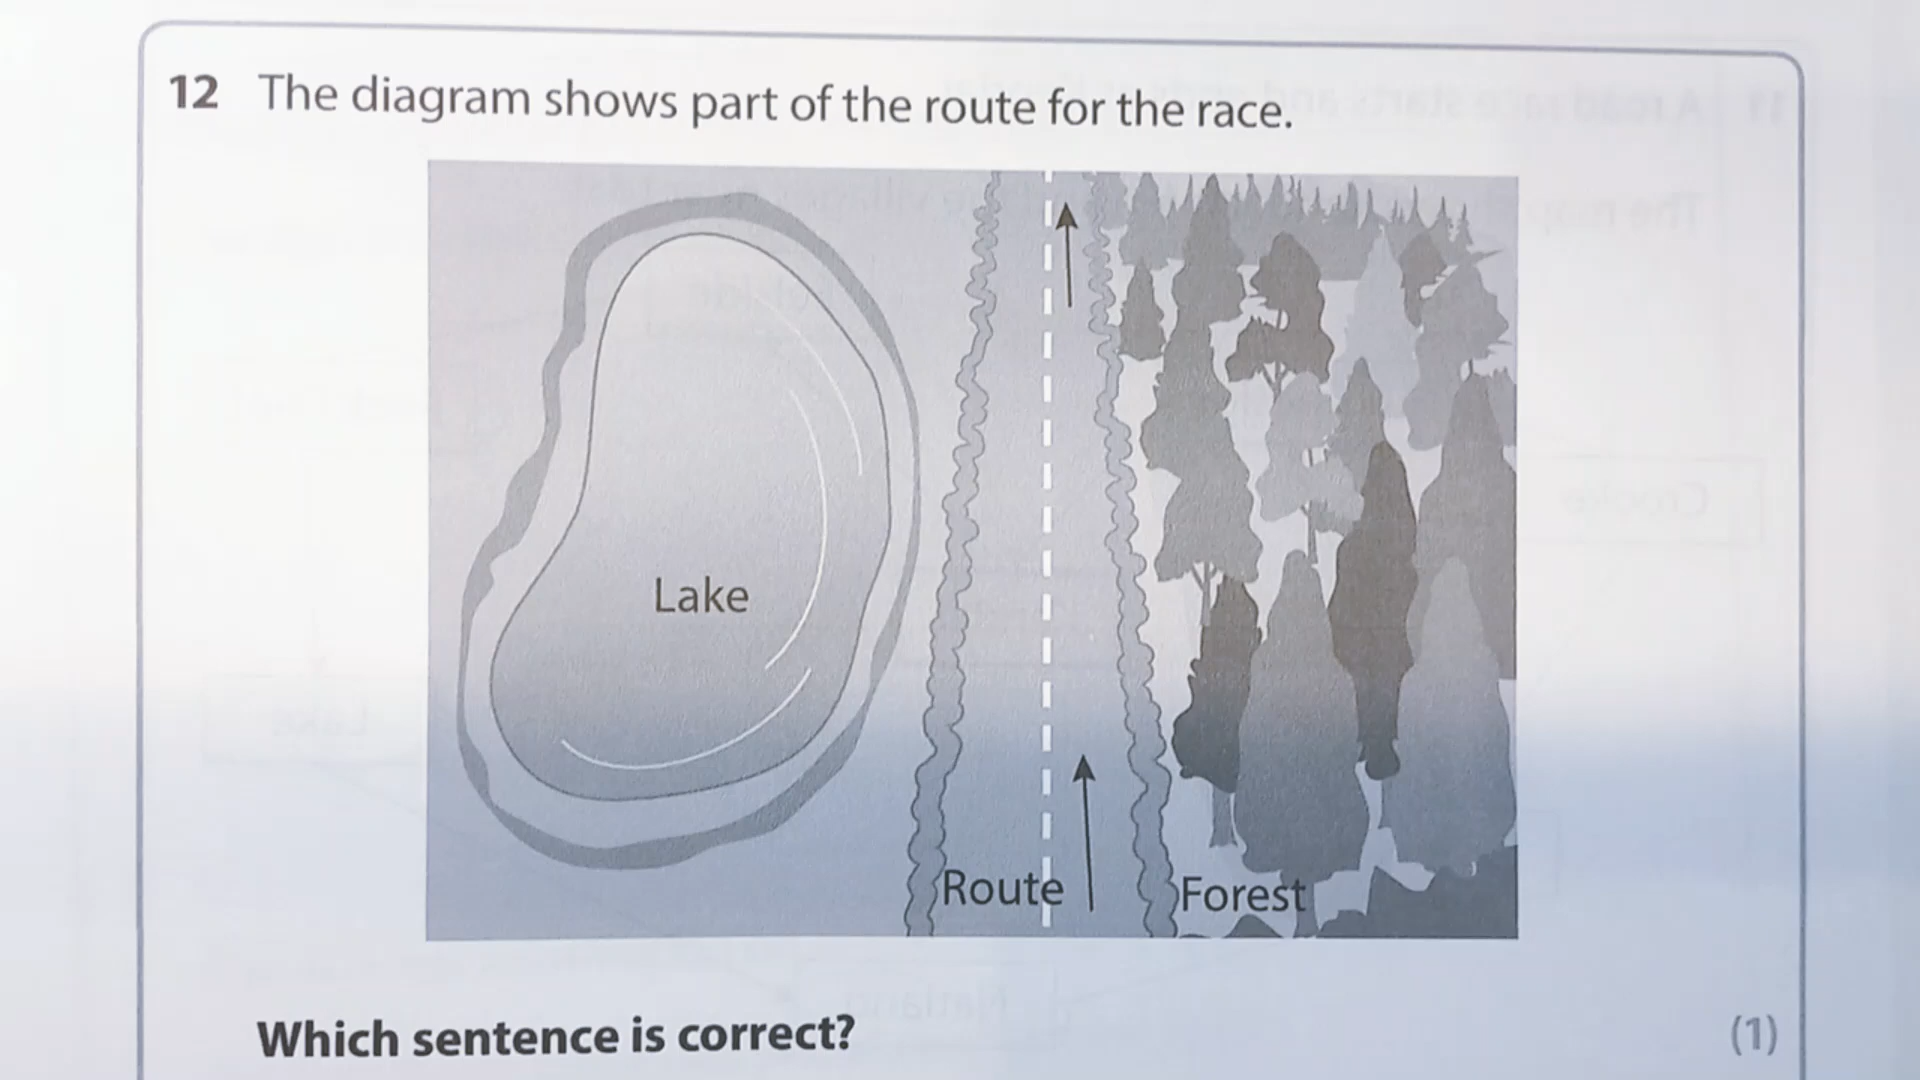 12 The diagram shows part of the route for the race.
Lake
Route
Forest
Which sentence is correct?
(1)